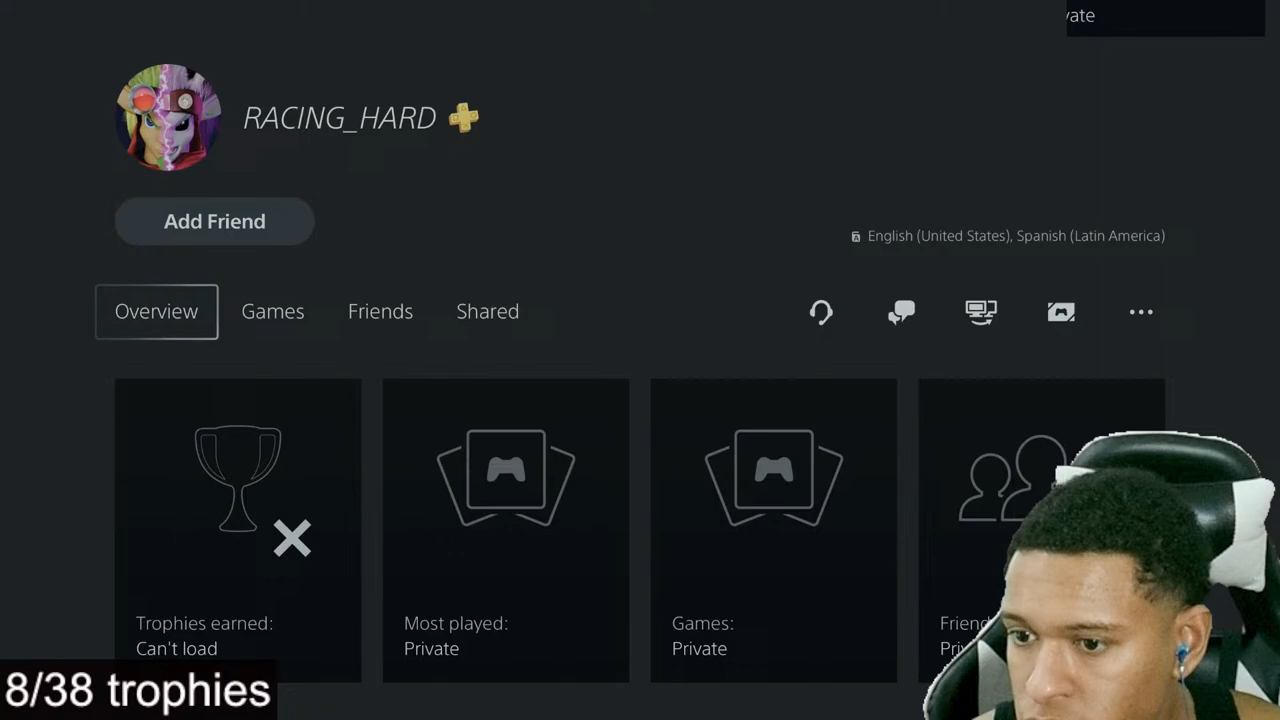 vate
RACING_HARD
Add Friend
English (United States), Spanish (Latin America)
Overview Games Friends Shared
Trophies earned:
Can't load
Most played:
Private
Games:
Private
8/38 trophies